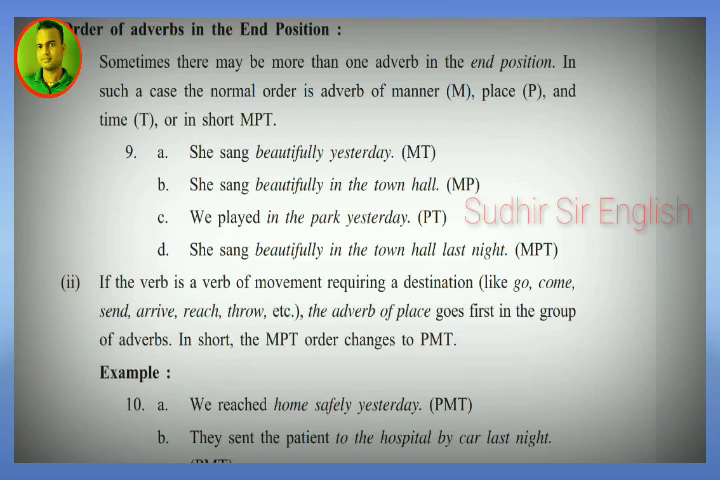 Order of adverbs in the End Position :
Sometimes there may be more than one adverb in the end position. In
such a case the normal order is adverb of manner (M), place (P), and
time (T), or in short MPT.
9. a. She sang beautifully yesterday. (MT)
b. She sang beautifully in the town hall. (MP)
c. We played in the park yesterday. (PT)
Sudhir Sir English
d. She sang beautifully in the town hall last night. (MPT)
(ii) If the verb is a verb of movement requiring a destination (like go, come,
send, arrive, reach, throw, etc.), the adverb of place goes first in the group
of adverbs. In short, the MPT order changes to PMT.
Example :
10. a. We reached home safely yesterday. (PMT)
b. They sent the patient to the hospital by car last night.
(PMT)